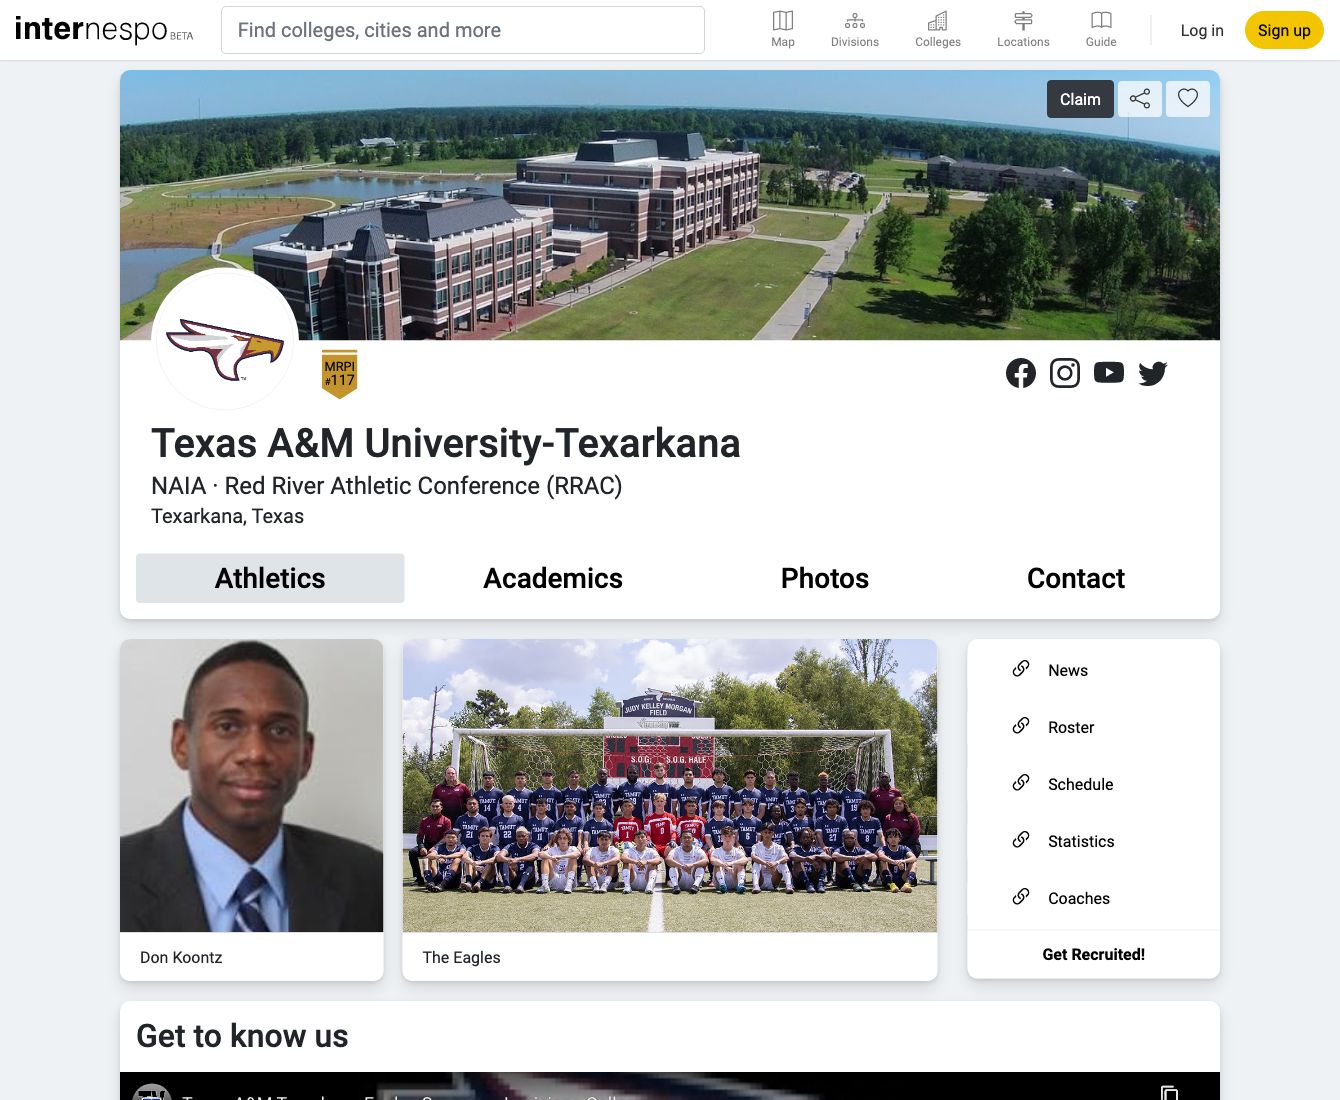 internespo BETA
Find colleges, cities and more
Map
Divisions
Colleges
Locations
Guide
Log in
Sign up
Claim
MRPI
#117
Texas A&M University-Texarkana
NAIA · Red River Athletic Conference (RRAC)
Texarkana, Texas
Athletics
Academics
Photos
Contact
JUDY KELLEY MORGAN
FIELD
S.O.G.
S.O.G. HALF
Don Koontz
The Eagles
News
Roster
Schedule
Statistics
Coaches
Get Recruited!
Get to know us